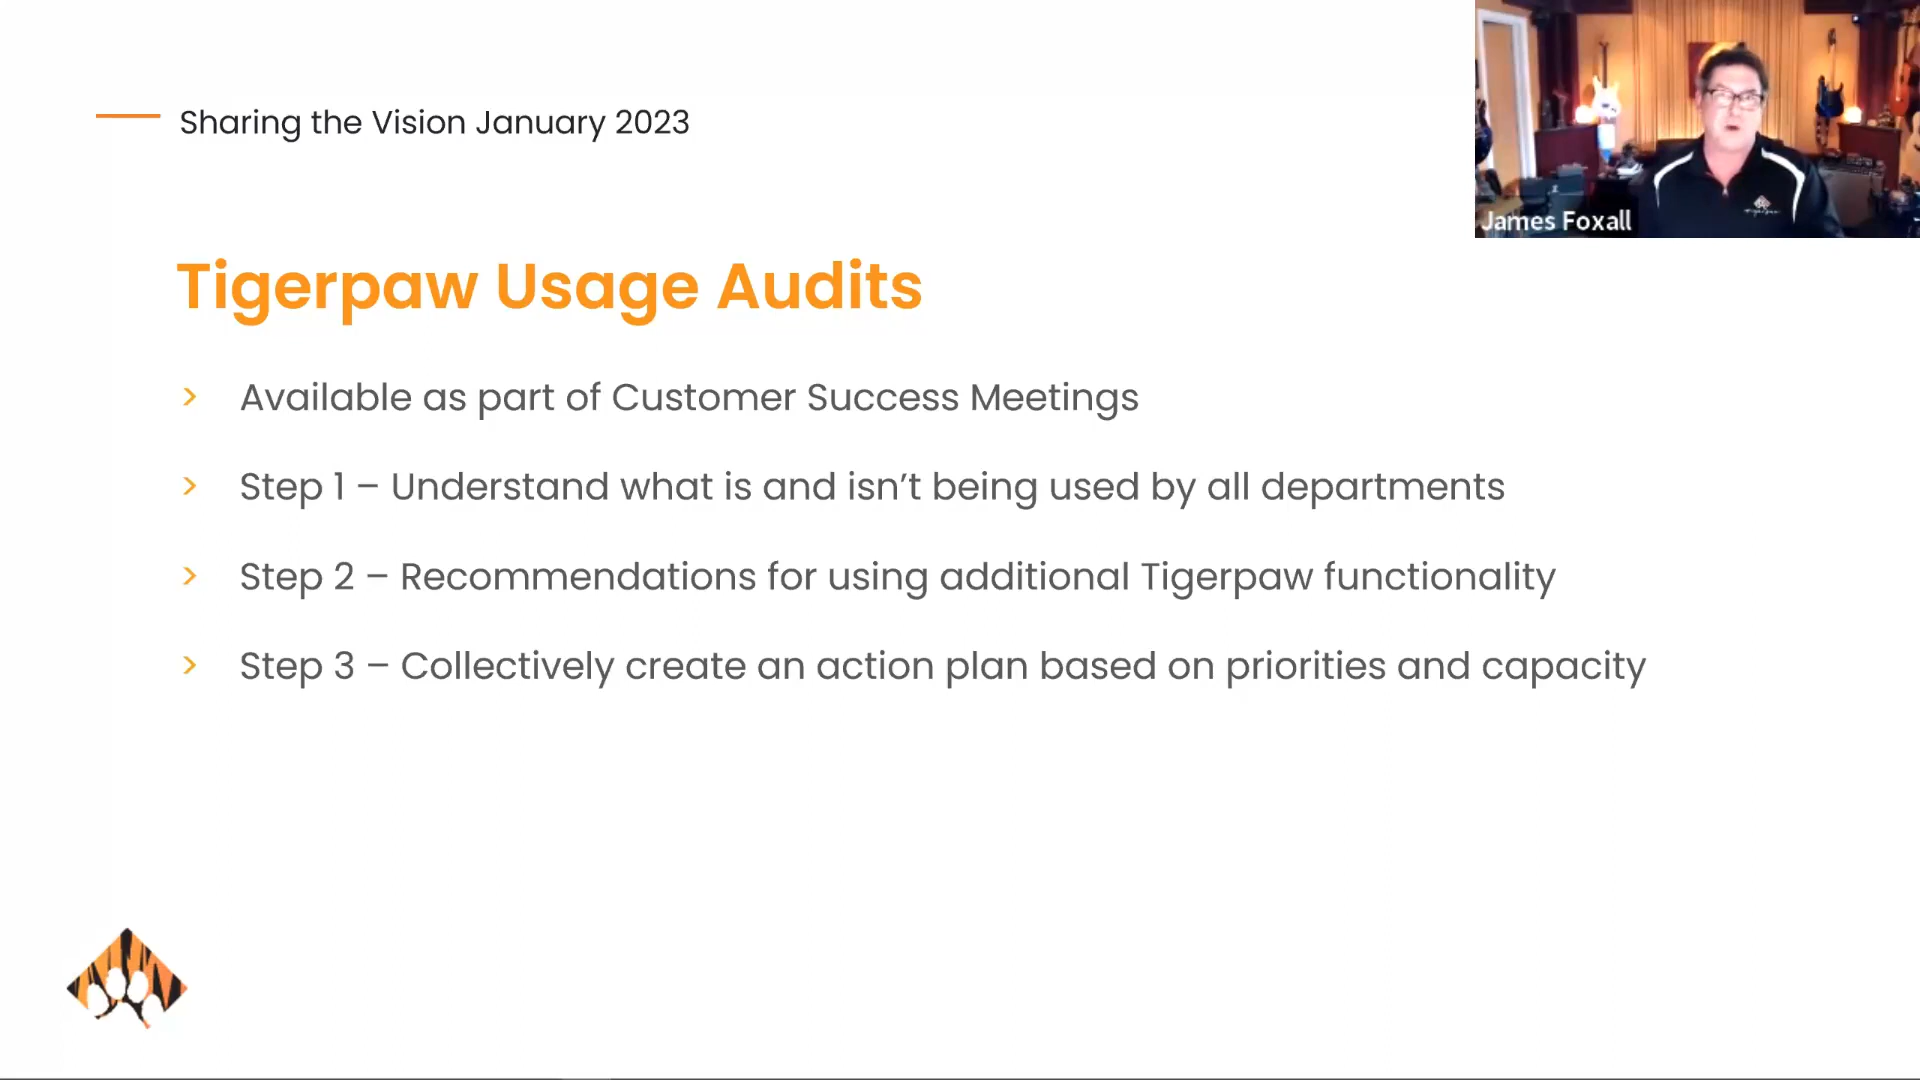 Sharing the Vision January 2023
James Foxall
Tigerpaw Usage Audits
> Available as part of Customer Success Meetings
> Step 1 – Understand what is and isn’t being used by all departments
> Step 2 – Recommendations for using additional Tigerpaw functionality
> Step 3 – Collectively create an action plan based on priorities and capacity